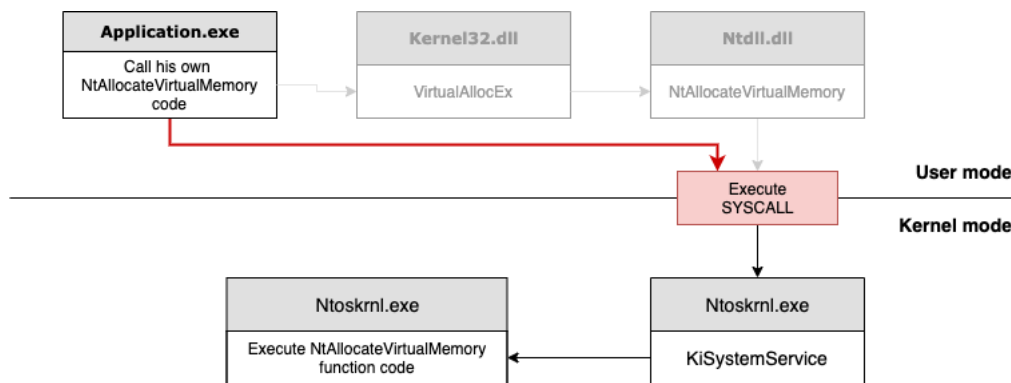 Application.exe
Call his own
NtAllocateVirtualMemory
code
Kernel32.dll
VirtualAllocEx
Ntdll.dll
NtAllocateVirtualMemory
Execute
SYSCALL
User mode
Kernel mode
Ntoskrnl.exe
Execute NtAllocateVirtualMemory
function code
Ntoskrnl.exe
KiSystemService